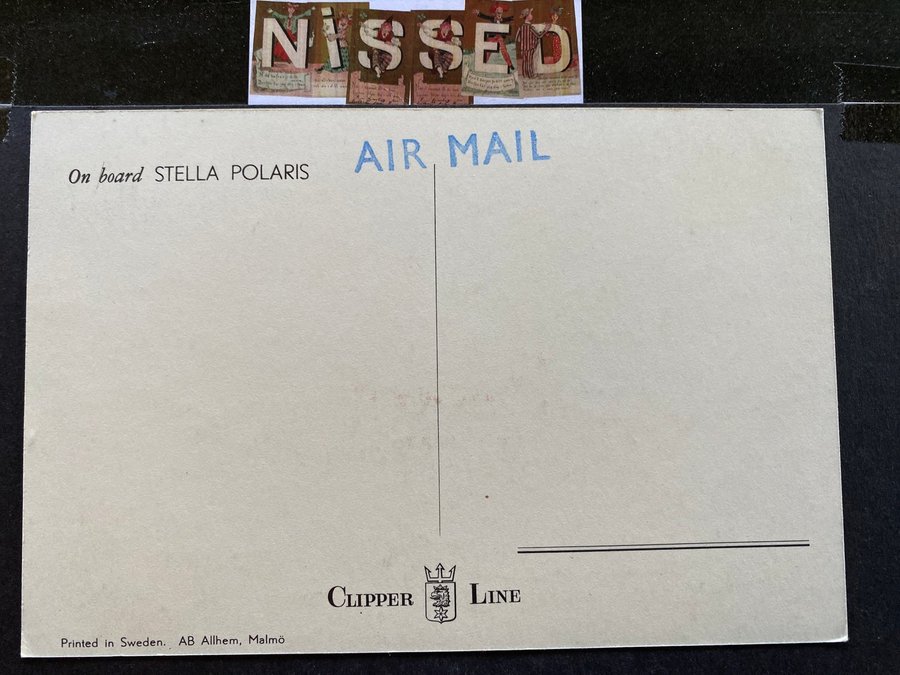 NiSSED
AIR MAIL
On board STELLA POLARIS
CLIPPER LINE
Printed in Sweden. AB Allhem, Malmö